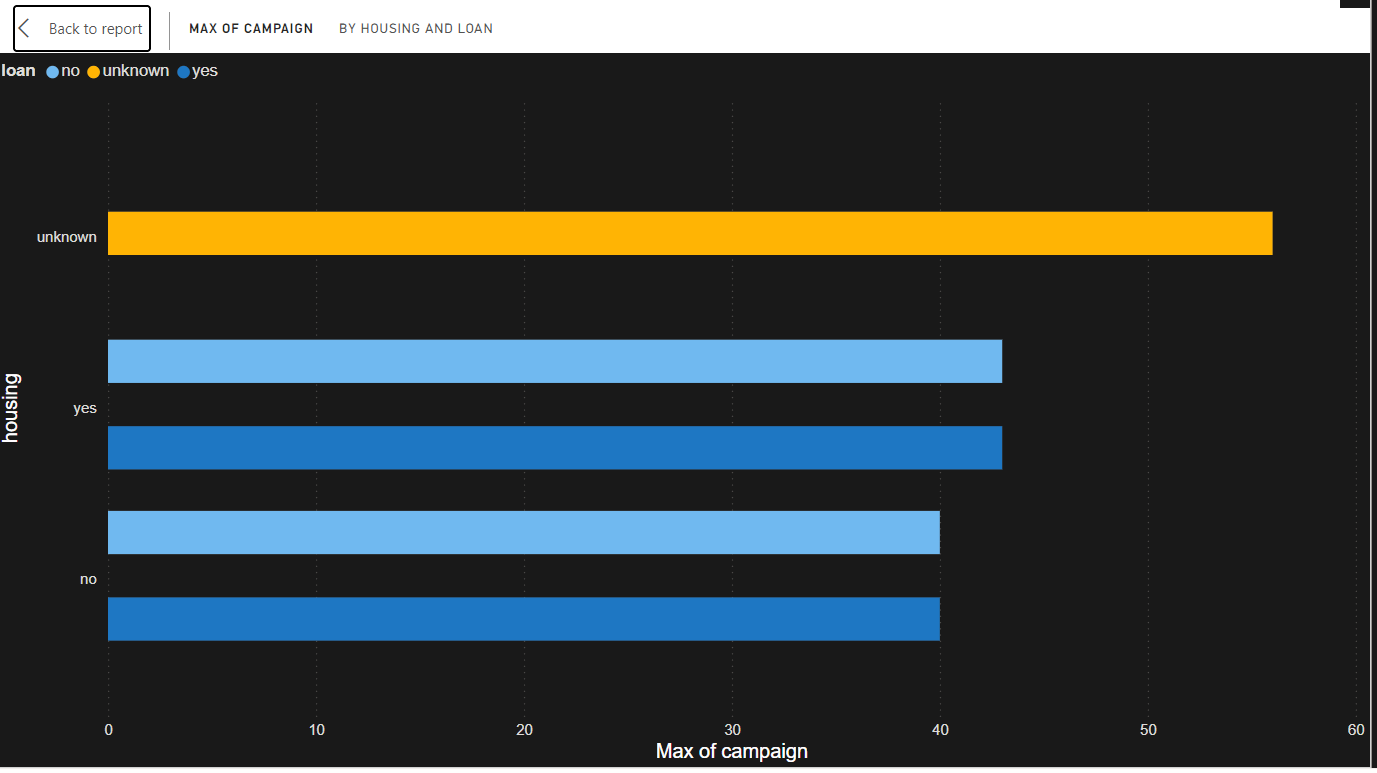 Back to report
MAX OF CAMPAIGN BY HOUSING AND LOAN
loan no unknown yes
unknown
yes
no
housing
0 10 20 30 40 50 60
Max of campaign